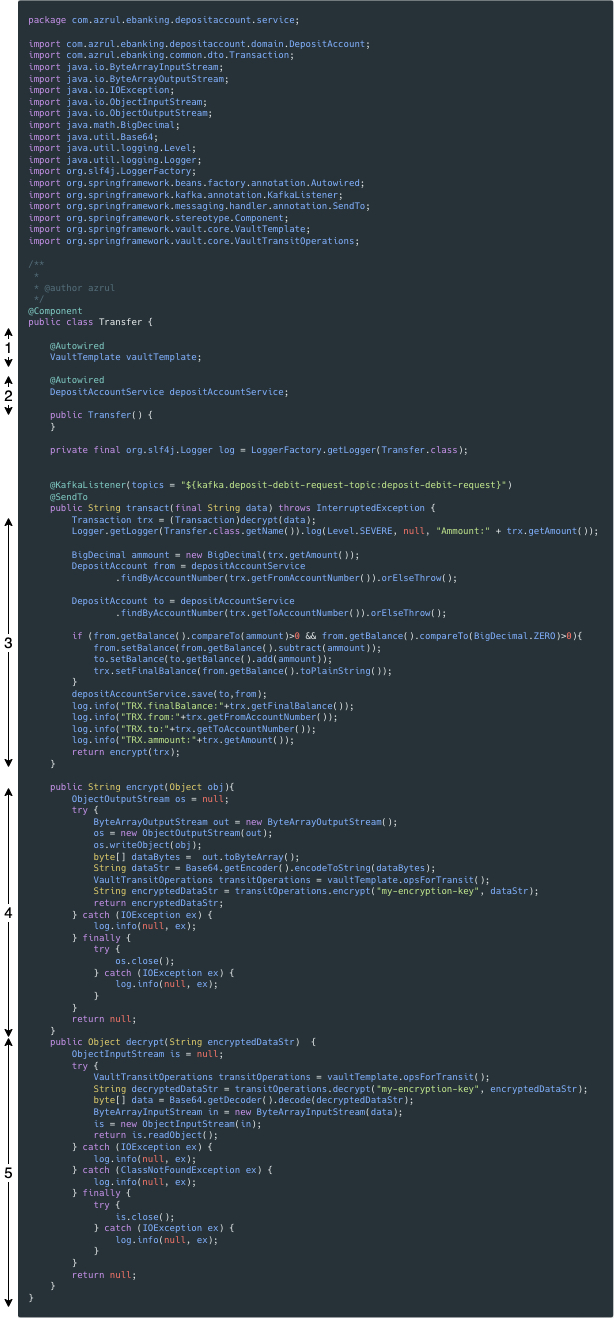 package com.azrul.ebanking.depositaccount.service;
import com.azrul.ebanking.depositaccount.domain.DepositAccount;
import com.azrul.ebanking.common.dto.Transaction;
import java.io.ByteArrayInputStream;
import java.io.ByteArrayOutputStream;
import java.io.IOException;
import java.io.ObjectInputStream;
import java.io.ObjectOutputStream;
import java.math.BigDecimal;
import java.util.Base64;
import java.util.logging.Level;
import java.util.logging.Logger;
import org.slf4j.LoggerFactory;
import org.springframework.beans.factory.annotation.Autowired;
import org.springframework.kafka.annotation.KafkaListener;
import org.springframework.messaging.handler.annotation.SendTo;
import org.springframework.stereotype.Component;
import org.springframework.vault.core.VaultTemplate;
import org.springframework.vault.core.VaultTransitOperations;
/**
 *
 * @author azrul
 */
@Component
public class Transfer {
1
    @Autowired
    VaultTemplate vaultTemplate;
2
    @Autowired
    DepositAccountService depositAccountService;
    public Transfer() {
    }
    private final org.slf4j.Logger log = LoggerFactory.getLogger(Transfer.class);
    @KafkaListener(topics = "${kafka.deposit-debit-request-topic:deposit-debit-request}")
    @SendTo
    public String transact(final String data) throws InterruptedException {
        Transaction trx = (Transaction)decrypt(data);
        Logger.getLogger(Transfer.class.getName()).log(Level.SEVERE, null, "Ammount:" + trx.getAmount());
        BigDecimal ammount = new BigDecimal(trx.getAmount());
        DepositAccount from = depositAccountService
                .findByAccountNumber(trx.getFromAccountNumber()).orElseThrow();
        DepositAccount to = depositAccountService
                .findByAccountNumber(trx.getToAccountNumber()).orElseThrow();
3
        if (from.getBalance().compareTo(ammount)>0 && from.getBalance().compareTo(BigDecimal.ZERO)>0){
            from.setBalance(from.getBalance().subtract(ammount));
            to.setBalance(to.getBalance().add(ammount));
            trx.setFinalBalance(from.getBalance().toPlainString());
        }
        depositAccountService.save(to,from);
        log.info("TRX.finalBalance:"+trx.getFinalBalance());
        log.info("TRX.from:"+trx.getFromAccountNumber());
        log.info("TRX.to:"+trx.getToAccountNumber());
        log.info("TRX.ammount:"+trx.getAmount());
        return encrypt(trx);
    }
    public String encrypt(Object obj){
        ObjectOutputStream os = null;
        try {
            ByteArrayOutputStream out = new ByteArrayOutputStream();
            os = new ObjectOutputStream(out);
            os.writeObject(obj);
            byte[] dataBytes =  out.toByteArray();
            String dataStr = Base64.getEncoder().encodeToString(dataBytes);
            VaultTransitOperations transitOperations = vaultTemplate.opsForTransit();
            String encryptedDataStr = transitOperations.encrypt("my-encryption-key", dataStr);
            return encryptedDataStr;
4
        } catch (IOException ex) {
            log.info(null, ex);
        } finally {
            try {
                os.close();
            } catch (IOException ex) {
                log.info(null, ex);
            }
        }
        return null;
    }
    public Object decrypt(String encryptedDataStr)  {
        ObjectInputStream is = null;
        try {
            VaultTransitOperations transitOperations = vaultTemplate.opsForTransit();
            String decryptedDataStr = transitOperations.decrypt("my-encryption-key", encryptedDataStr);
            byte[] data = Base64.getDecoder().decode(decryptedDataStr);
            ByteArrayInputStream in = new ByteArrayInputStream(data);
            is = new ObjectInputStream(in);
            return is.readObject();
        } catch (IOException ex) {
            log.info(null, ex);
5
        } catch (ClassNotFoundException ex) {
            log.info(null, ex);
        } finally {
            try {
                is.close();
            } catch (IOException ex) {
                log.info(null, ex);
            }
        }
        return null;
    }
}